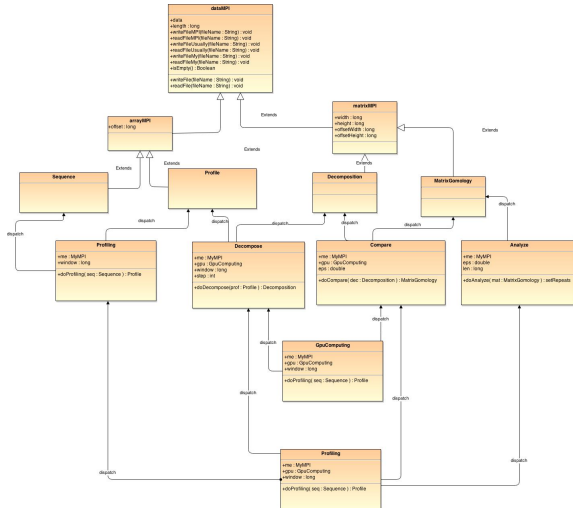 dataMPI
+data
+length : long
+writeFileMPI(fileName : String) : void
+readFileMPI(fileName : String) : void
+writeFileUsually(fileName : String) : void
+readFileUsually(fileName : String) : void
+writeFileMy(fileName : String) : void
+readFileMy(fileName : String) : void
+isEmpty() : Boolean
+writeFile(fileName : String) : void
+readFile(fileName : String) : void
arrayMPI
+offset : long
matrixMPI
+width : long
+height : long
+offsetWidth : long
+offsetHeight : long
Extends
Extends
Extends
Extends
Extends
Extends
Extends
Sequence
Profile
Decomposition
MatrixGomology
dispatch
dispatch
dispatch
dispatch
dispatch
dispatch
dispatch
Profiling
+me : MyMPI
+window : long
+doProfiling( seq : Sequence ) : Profile
Decompose
+me : MyMPI
+gpu : GpuComputing
+window : long
+step : int
+doDecompose(prof : Profile ) : Decomposition
Compare
+me : MyMPI
+gpu : GpuComputing
eps : double
+doCompare( dec : Decomposition ) : MatrixGomology
Analyze
+me : MyMPI
eps : double
len : long
+doAnalyze( mat : MatrixGomology ) : setRepeats
dispatch
dispatch
GpuComputing
+me : MyMPI
+gpu : GpuComputing
+window : long
+doProfiling( seq : Sequence ) : Profile
dispatch
dispatch
dispatch
dispatch
Profiling
+me : MyMPI
+gpu : GpuComputing
+window : long
+doProfiling( seq : Sequence ) : Profile